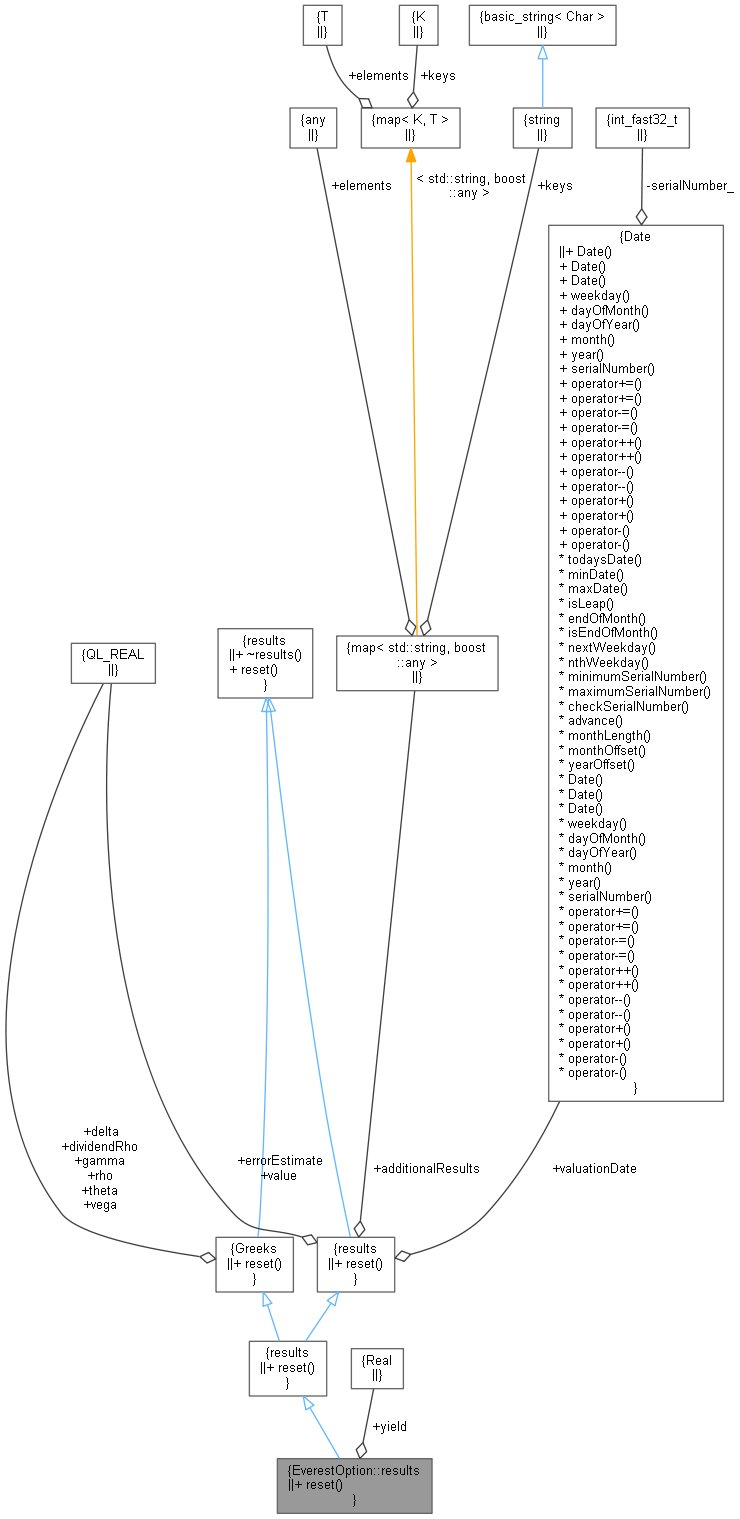 {T
||}
{K
||}
{basic_string< Char >
||}
+elements
+keys
{any
||}
{map< K, T >
||}
{string
||}
{int_fast32_t
||}
+elements
< std::string, boost
::any >
+keys
-serialNumber_
{Date
||+ Date()
+ Date()
+ Date()
+ weekday()
+ dayOfMonth()
+ dayOfYear()
+ month()
+ year()
+ serialNumber()
+ operator+=()
+ operator+=()
+ operator-=()
+ operator-=()
+ operator++()
+ operator++()
+ operator--()
+ operator--()
+ operator+()
+ operator+()
+ operator-()
+ operator-()
* todaysDate()
* minDate()
* maxDate()
* isLeap()
* endOfMonth()
* isEndOfMonth()
* nextWeekday()
* nthWeekday()
* minimumSerialNumber()
* maximumSerialNumber()
* checkSerialNumber()
* advance()
* monthLength()
* monthOffset()
* yearOffset()
* Date()
* Date()
* Date()
* weekday()
* dayOfMonth()
* dayOfYear()
* month()
* year()
* serialNumber()
* operator+=()
* operator+=()
* operator-=()
* operator-=()
* operator++()
* operator++()
* operator--()
* operator--()
* operator+()
* operator+()
* operator-()
* operator-()
}
{QL_REAL
||}
{results
||+ ~results()
+ reset()
}
{map< std::string, boost
::any >
||}
+delta
+dividendRho
+gamma
+rho
+theta
+vega
+errorEstimate
+value
+additionalResults
+valuationDate
{Greeks
||+ reset()
}
{results
||+ reset()
}
{results
||+ reset()
}
{Real
||}
+yield
{EverestOption::results
||+ reset()
}